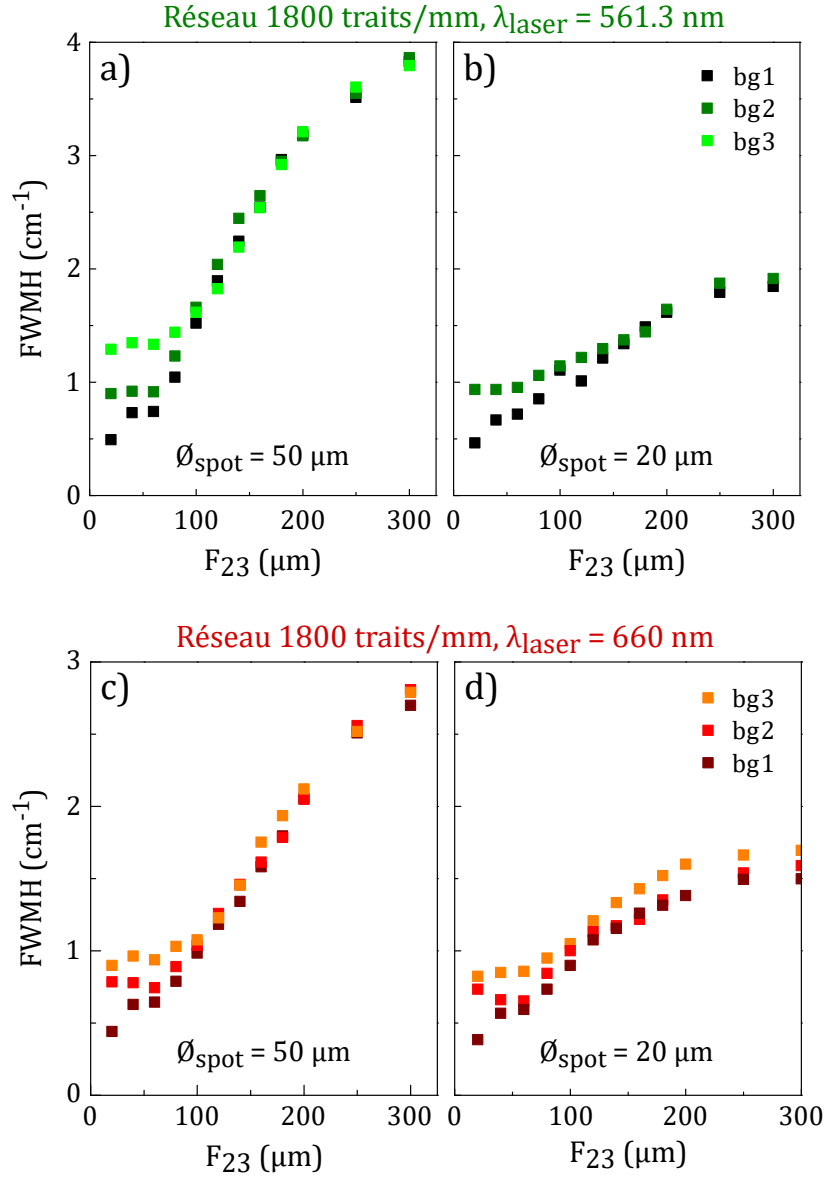 Réseau 1800 traits/mm, λlaser = 561.3 nm
a)
b)
bg1
bg2
bg3
Øspot = 50 µm
Øspot = 20 µm
FWMH (cm-1)
0
1
2
3
4
0 100 200 300
0 100 200 300
F23 (µm)
F23 (µm)
Réseau 1800 traits/mm, λlaser = 660 nm
c)
d)
bg3
bg2
bg1
Øspot = 50 µm
Øspot = 20 µm
FWMH (cm-1)
0
1
2
3
0 100 200 300
0 100 200 300
F23 (µm)
F23 (µm)